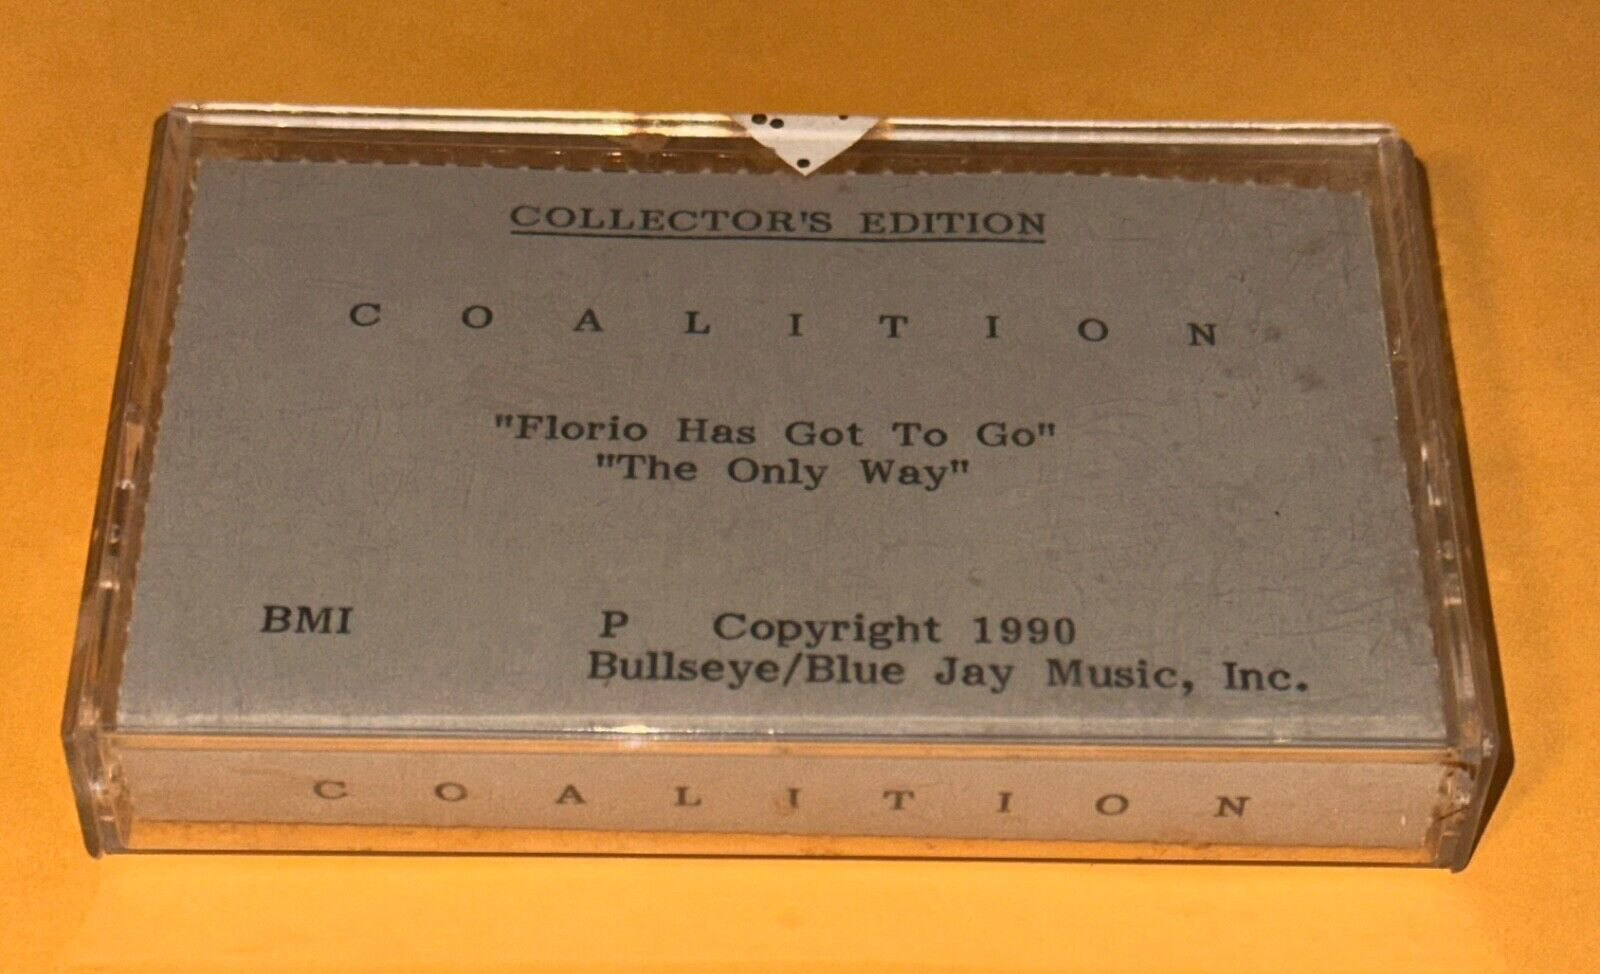 COLLECTOR'S EDITION
C O A L I T I O N
"Florio Has Got To Go"
"The Only Way"
BMI P Copyright 1990
Bullseye/Blue Jay Music, Inc.
C O A L I T I O N